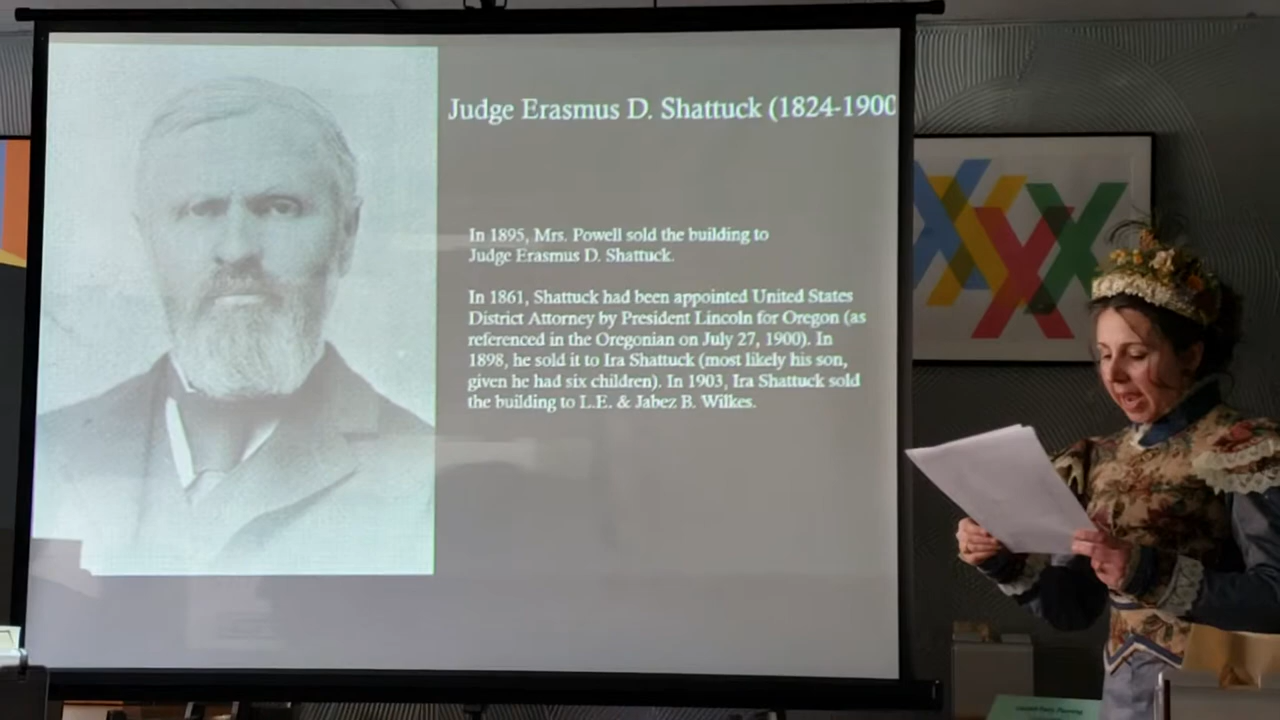 Judge Erasmus D. Shattuck (1824-1900
In 1895, Mrs. Powell sold the building to
Judge Erasmus D. Shattuck.
In 1861, Shattuck had been appointed United States
District Attorney by President Lincoln for Oregon (as
referenced in the Oregonian on July 27, 1900). In
1898, he sold it to Ira Shattuck (most likely his son,
given he had six children). In 1903, Ira Shattuck sold
the building to L.E. & Jabez B. Wilkes.